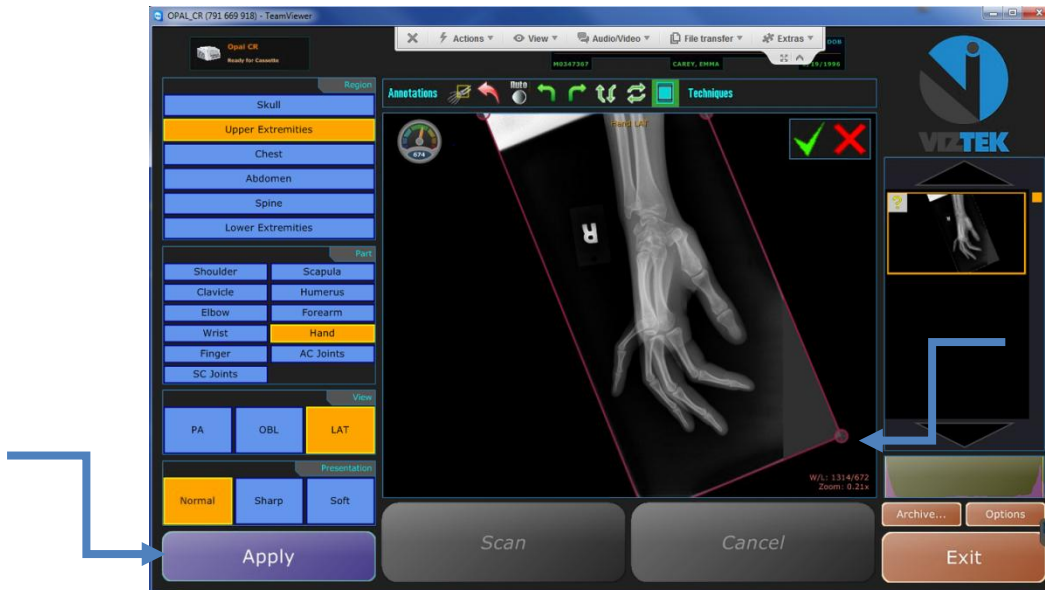 OPAL_CR (791 669 918) - TeamViewer
Actions View Audio/Video File transfer Extras
Opal CR
Ready for Cassette
DOB
M0347367 CAREY, EMMA /19/1996
Region
Skull
Upper Extremities
Chest
Abdomen
Spine
Lower Extremities
Part
Shoulder Scapula
Clavicle Humerus
Elbow Forearm
Wrist Hand
Finger AC Joints
SC Joints
View
PA OBL LAT
Presentation
Normal Sharp Soft
Apply
Annotations Auto Techniques
Hand LAT
674
R
W/L: 1314/672
Zoom: 0.21x
Scan Cancel
VIZTEK
?
Archive... Options
Exit